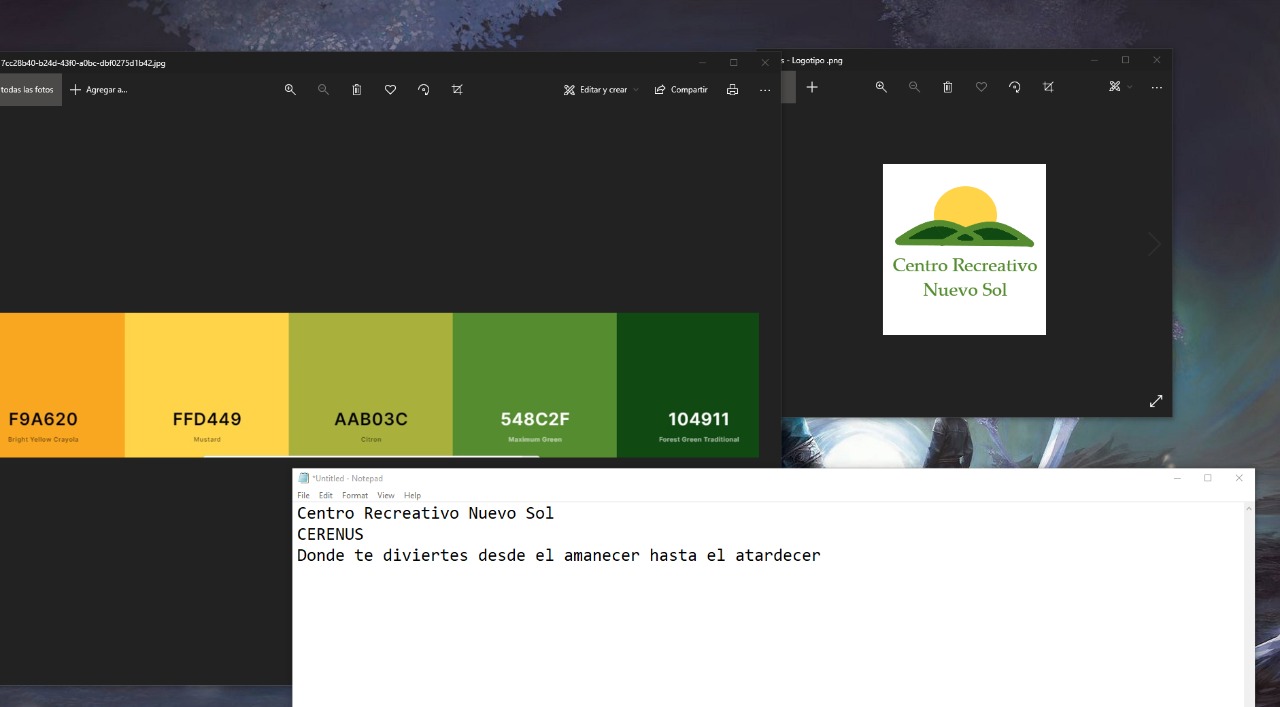 7cc28b40-b24d-43f0-a0bc-dbf0275d1b42.jpg
todas las fotos
Agregar a...
Editar y crear
Compartir
s - Logotipo .png
Centro Recreativo
Nuevo Sol
F9A620
Bright Yellow Crayola
FFD449
Mustard
AAB03C
Citron
548C2F
Maximum Green
104911
Forest Green Traditional
*Untitled - Notepad
File Edit Format View Help
Centro Recreativo Nuevo Sol
CERENUS
Donde te diviertes desde el amanecer hasta el atardecer